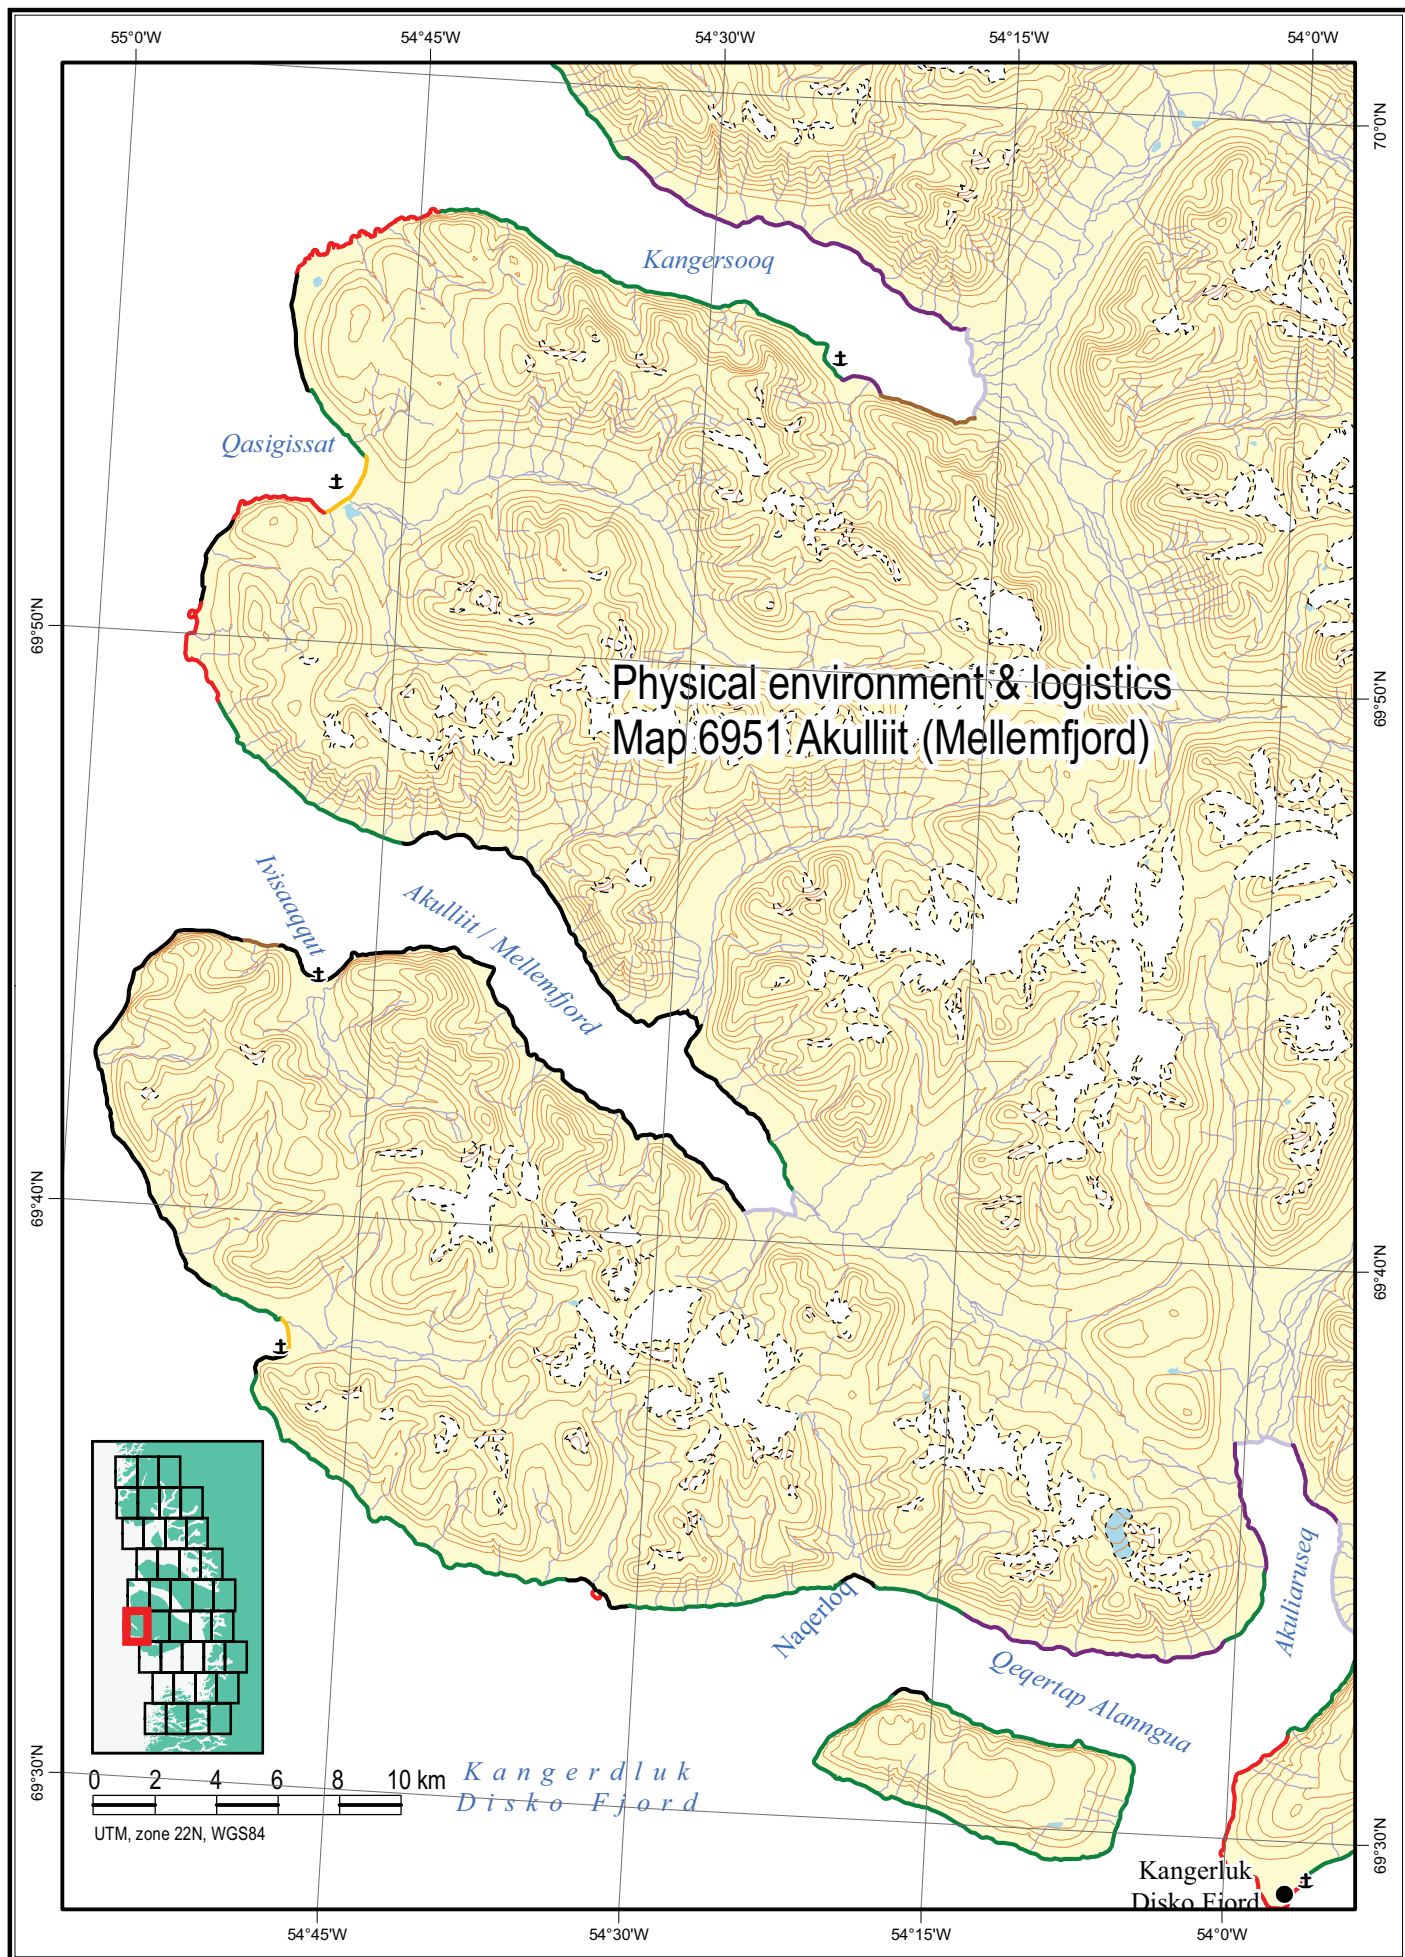 55°0'W
54°45'W
54°30'W
54°15'W
54°0'W
70°0'N
Kangersooq
Qasigissat
69°50'N
Physical environment & logistics
Map 6951 Akulliit (Mellemfjord)
69°50'N
Ivisaaqqut
Akulliit / Mellemfjord
69°40'N
69°40'N
Akuliaruseq
Naqerloq
Qeqertap Alanngua
69°30'N
0 2 4 6 8 10 km
Kangerdluk
Disko Fjord
UTM, zone 22N, WGS84
69°30'N
Kangerluk
Disko Fjord
54°45'W
54°30'W
54°15'W
54°0'W